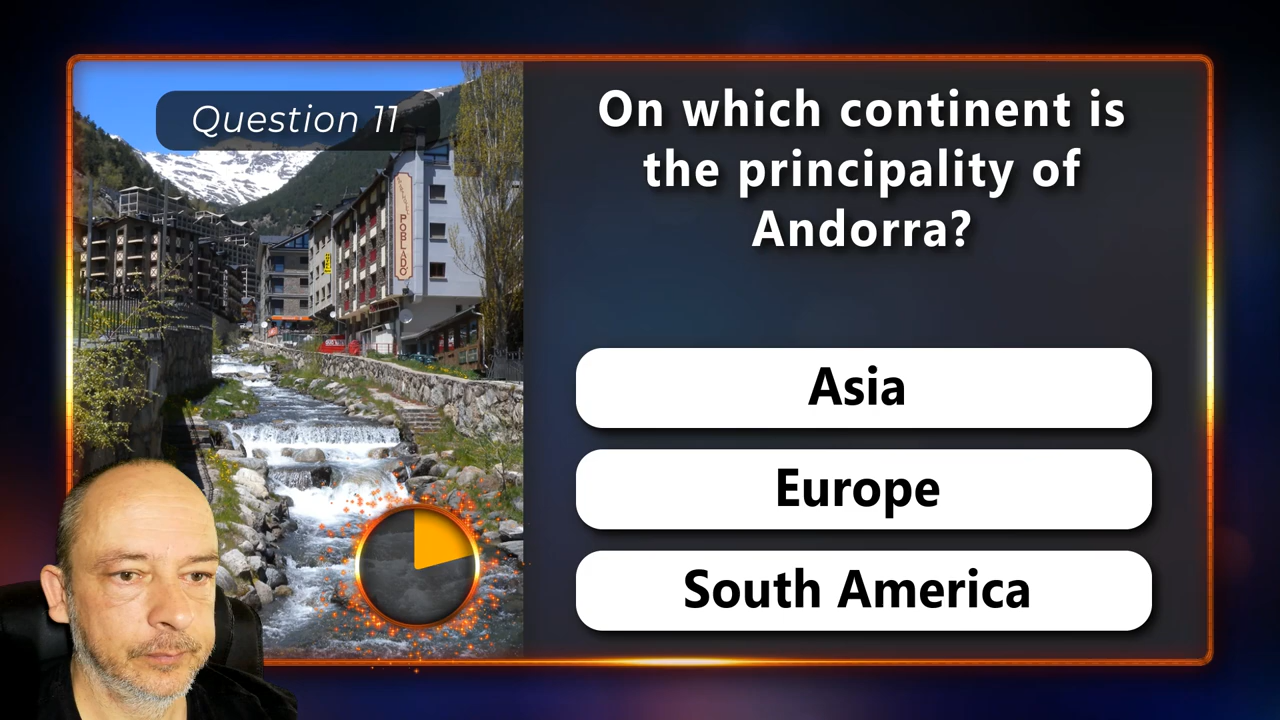 Question 11
On which continent is
the principality of
Andorra?
POBLADO
Asia
Europe
South America